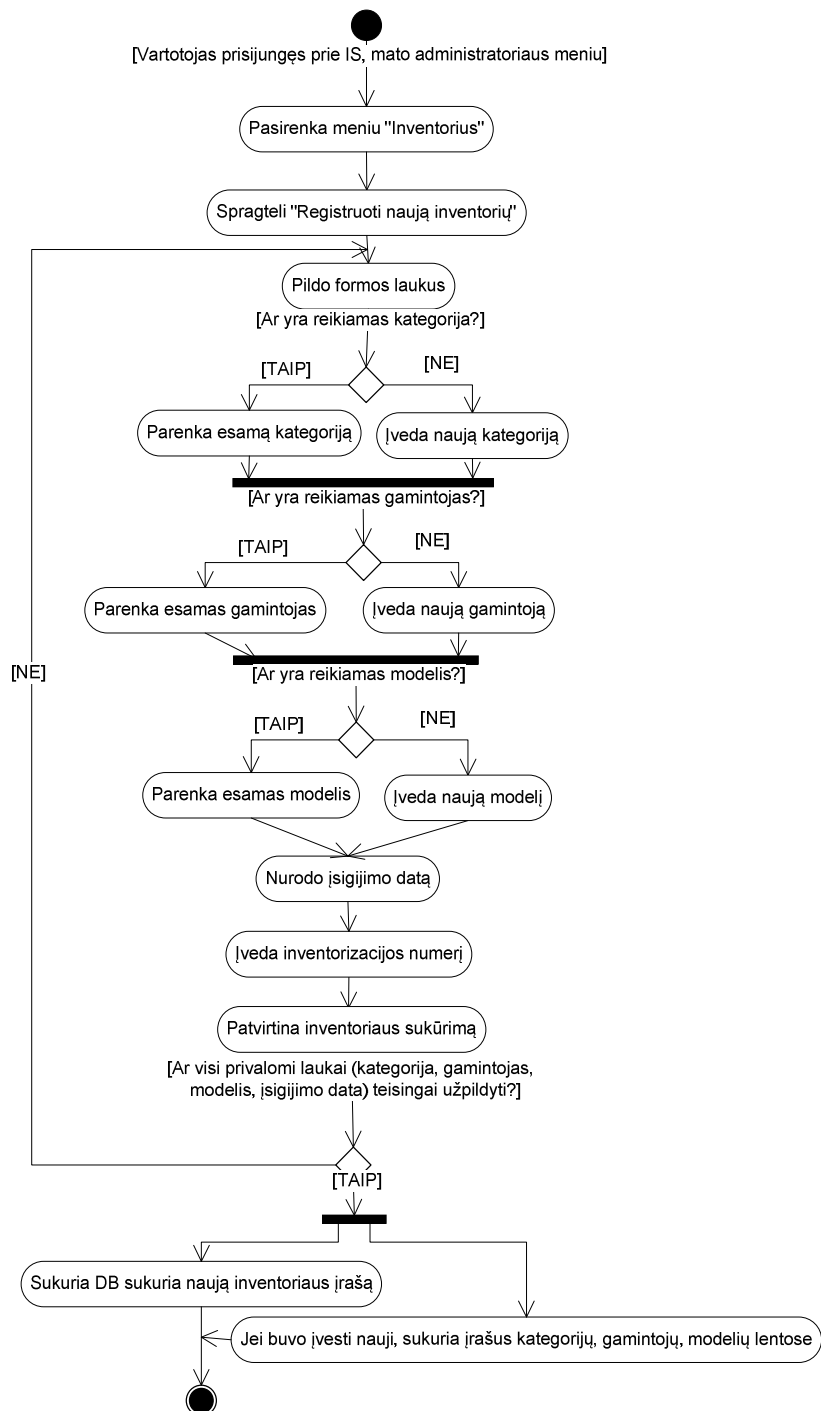 [Vartotojas prisijungęs prie IS, mato administratoriaus meniu]
Pasirenka meniu "Inventorius"
Spragteli "Registruoti naują inventorių"
Pildo formos laukus
[Ar yra reikiamas kategorija?]
[TAIP]
[NE]
Parenka esamą kategoriją
Įveda naują kategoriją
[Ar yra reikiamas gamintojas?]
[TAIP]
[NE]
Parenka esamas gamintojas
Įveda naują gamintoją
[Ar yra reikiamas modelis?]
[NE]
[TAIP]
[NE]
Parenka esamas modelis
Įveda naują modelį
Nurodo įsigijimo datą
Įveda inventorizacijos numerį
Patvirtina inventoriaus sukūrimą
[Ar visi privalomi laukai (kategorija, gamintojas,
modelis, įsigijimo data) teisingai užpildyti?]
[TAIP]
Sukuria DB sukuria naują inventoriaus įrašą
Jei buvo įvesti nauji, sukuria įrašus kategorijų, gamintojų, modelių lentose